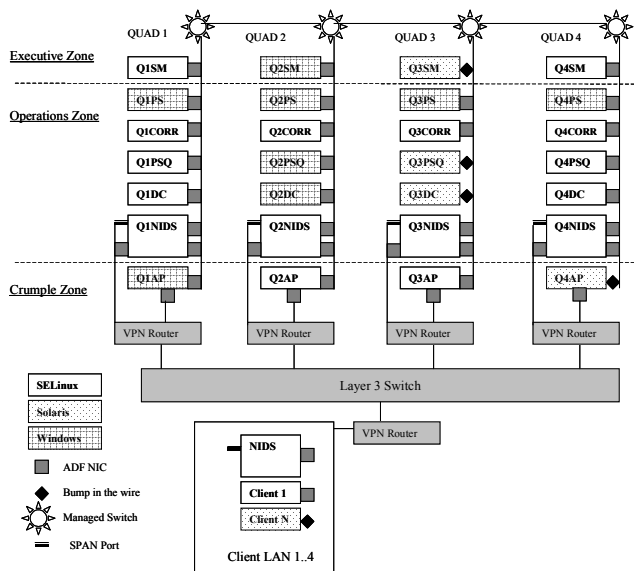 QUAD 1 QUAD 2 QUAD 3 QUAD 4
Executive Zone
Q1SM Q2SM Q3SM Q4SM
Operations Zone
Q1PS Q2PS Q3PS Q4PS
Q1CORR Q2CORR Q3CORR Q4CORR
Q1PSQ Q2PSQ Q3PSQ Q4PSQ
Q1DC Q2DC Q3DC Q4DC
Q1NIDS Q2NIDS Q3NIDS Q4NIDS
Crumple Zone
Q1AP Q2AP Q3AP Q4AP
VPN Router VPN Router VPN Router VPN Router
Layer 3 Switch
VPN Router
SELinux
Solaris
Windows
ADF NIC
Bump in the wire
Managed Switch
SPAN Port
NIDS
Client 1
Client N
Client LAN 1..4